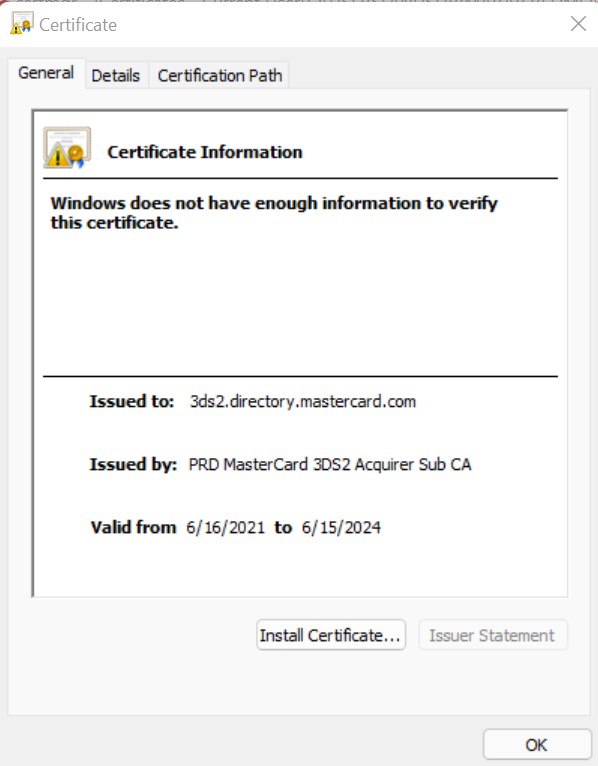 Certificate
General Details Certification Path
Certificate Information
Windows does not have enough information to verify
this certificate.
Issued to: 3ds2.directory.mastercard.com
Issued by: PRD MasterCard 3DS2 Acquirer Sub CA
Valid from 6/16/2021 to 6/15/2024
Install Certificate... Issuer Statement
OK